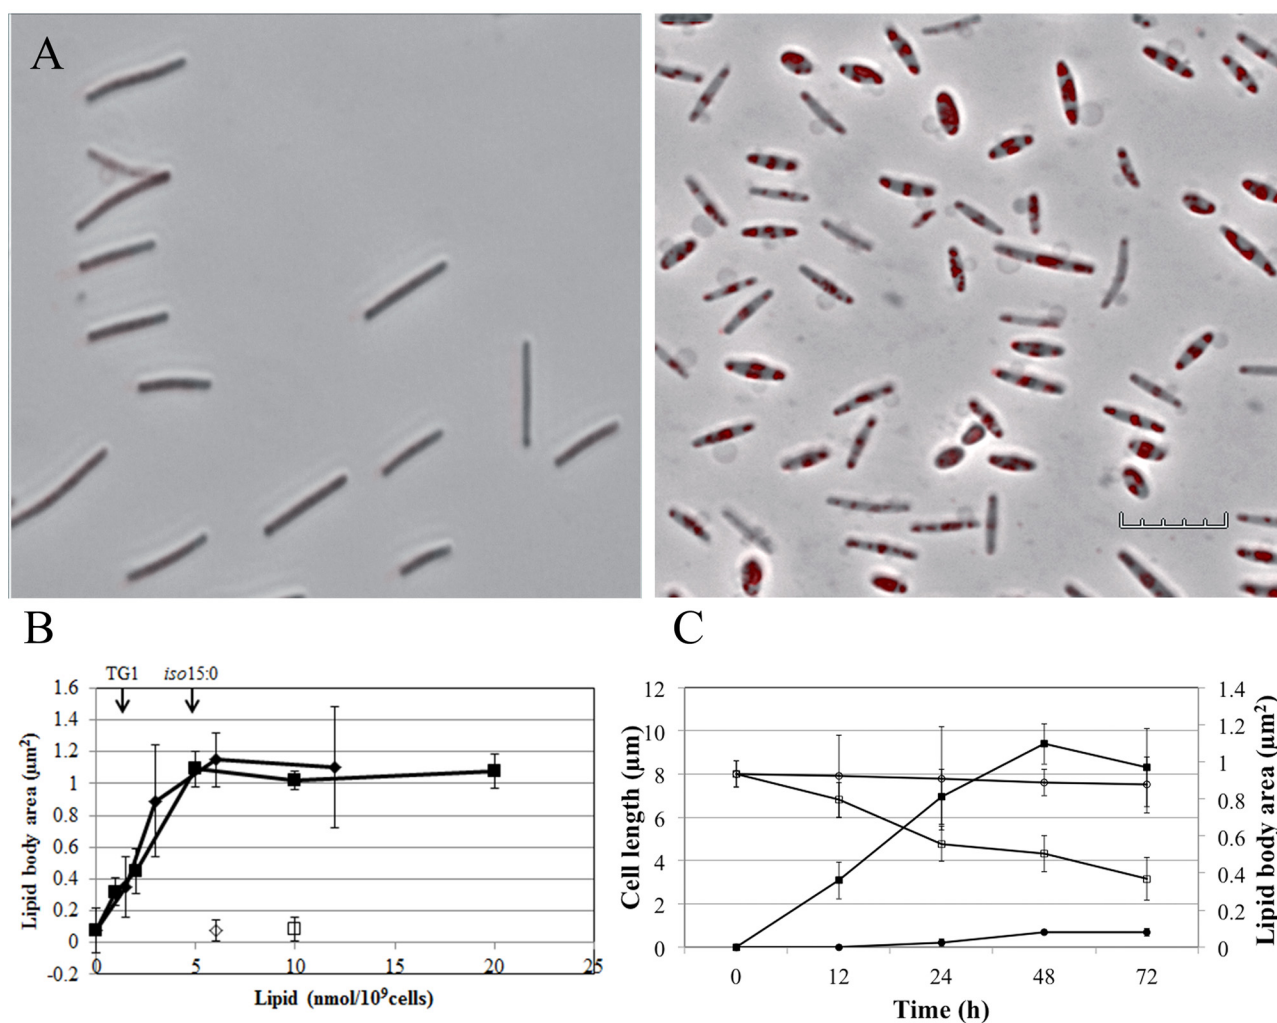 A
B
TG1 iso15:0
1.6
1.4
1.2
1
0.8
0.6
0.4
0.2
0
-0.2
0 5 10 15 20 25
Lipid body area (µm²)
Lipid (nmol/10⁹cells)
C
12
10
8
6
4
2
0
Cell length (µm)
1.4
1.2
1
0.8
0.6
0.4
0.2
0
Lipid body area (µm²)
0 12 24 48 72
Time (h)